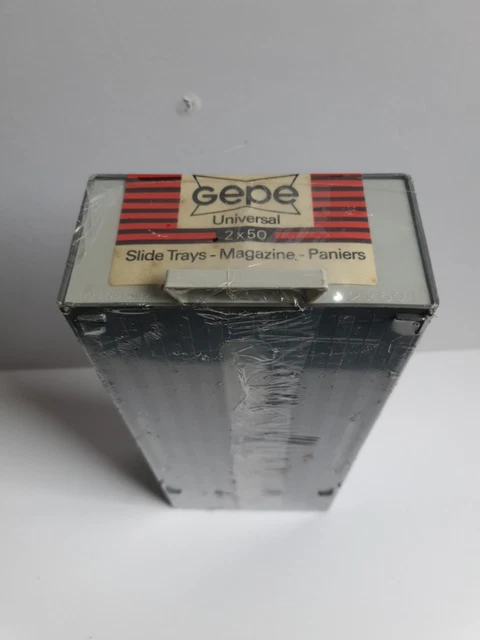 Gepe
Universal
2x50
Slide Trays - Magazine - Paniers